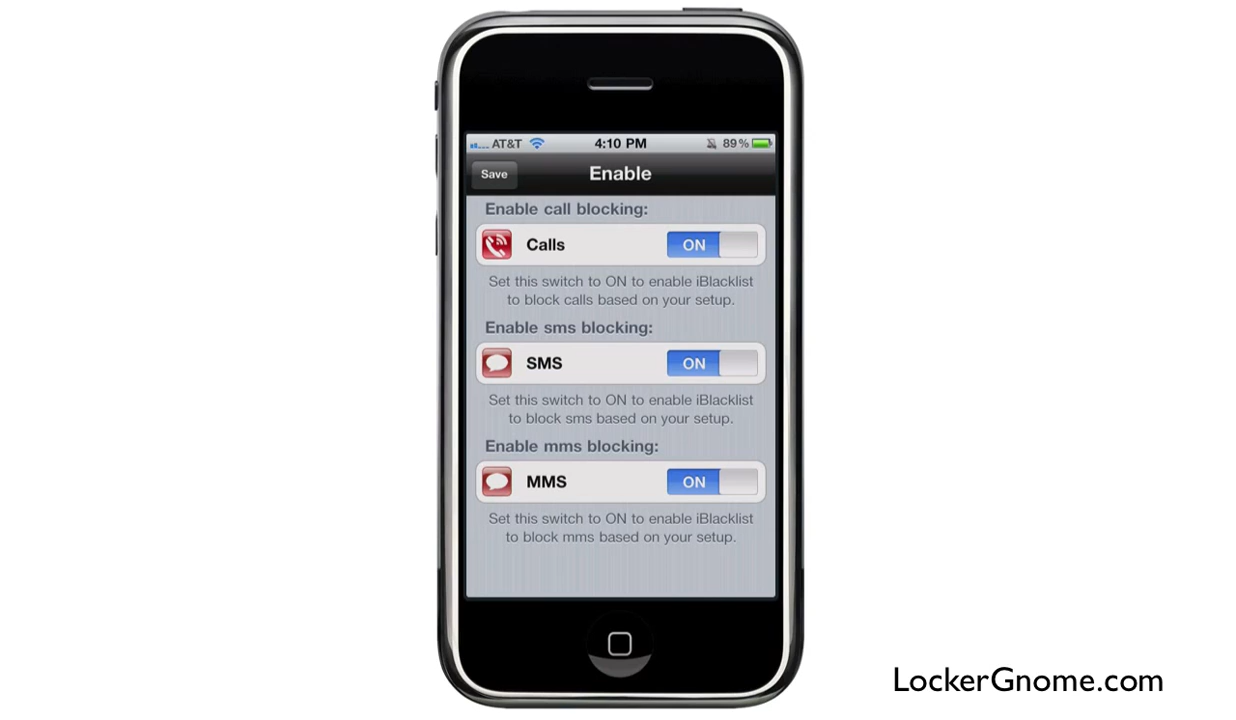 AT&T 4:10 PM 89%
Save Enable
Enable call blocking:
Calls ON
Set this switch to ON to enable iBlacklist
to block calls based on your setup.
Enable sms blocking:
SMS ON
Set this switch to ON to enable iBlacklist
to block sms based on your setup.
Enable mms blocking:
MMS ON
Set this switch to ON to enable iBlacklist
to block mms based on your setup.
LockerGnome.com